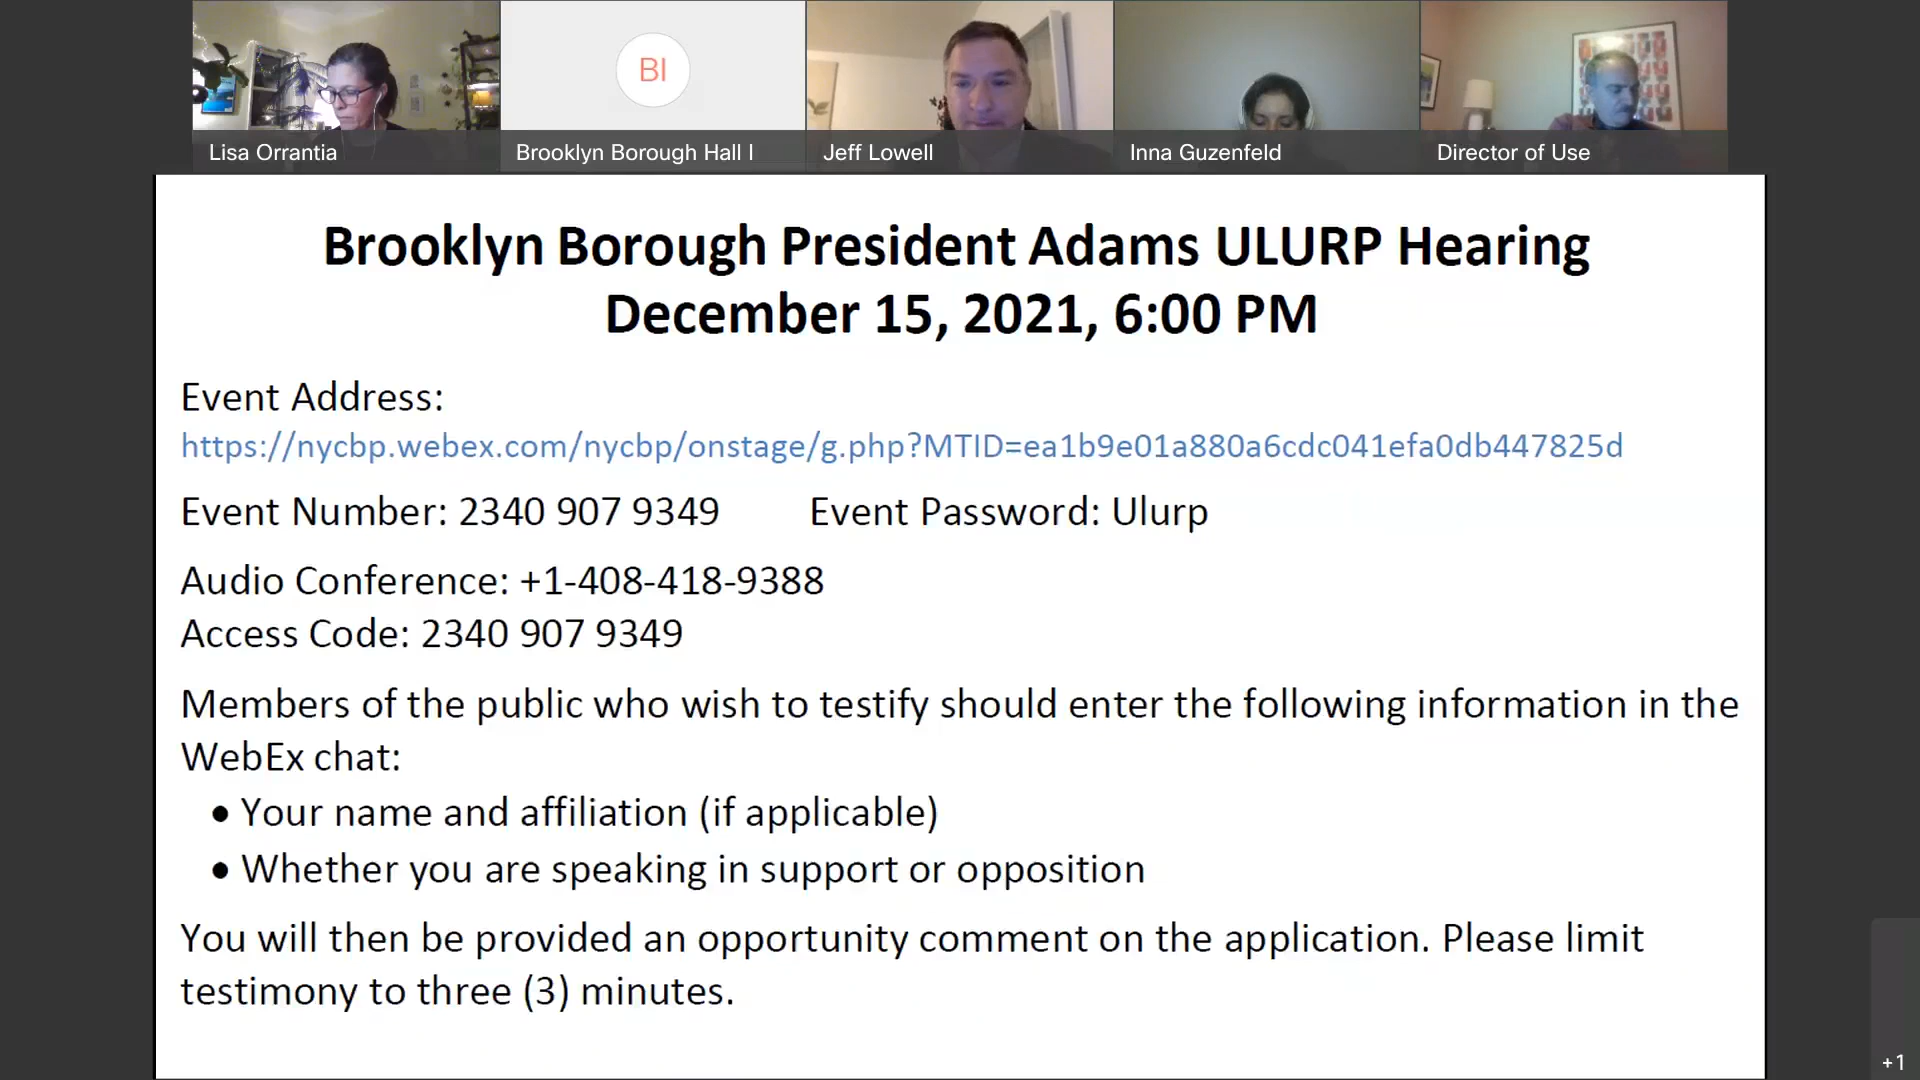 BI
Lisa Orrantia
Brooklyn Borough Hall I
Jeff Lowell
Inna Guzenfeld
Director of Use
Brooklyn Borough President Adams ULURP Hearing
December 15, 2021, 6:00 PM
Event Address:
https://nycbp.webex.com/nycbp/onstage/g.php?MTID=ea1b9e01a880a6cdc041efa0db447825d
Event Number: 2340 907 9349 Event Password: Ulurp
Audio Conference: +1-408-418-9388
Access Code: 2340 907 9349
Members of the public who wish to testify should enter the following information in the
WebEx chat:
• Your name and affiliation (if applicable)
• Whether you are speaking in support or opposition
You will then be provided an opportunity comment on the application. Please limit
testimony to three (3) minutes.
+1